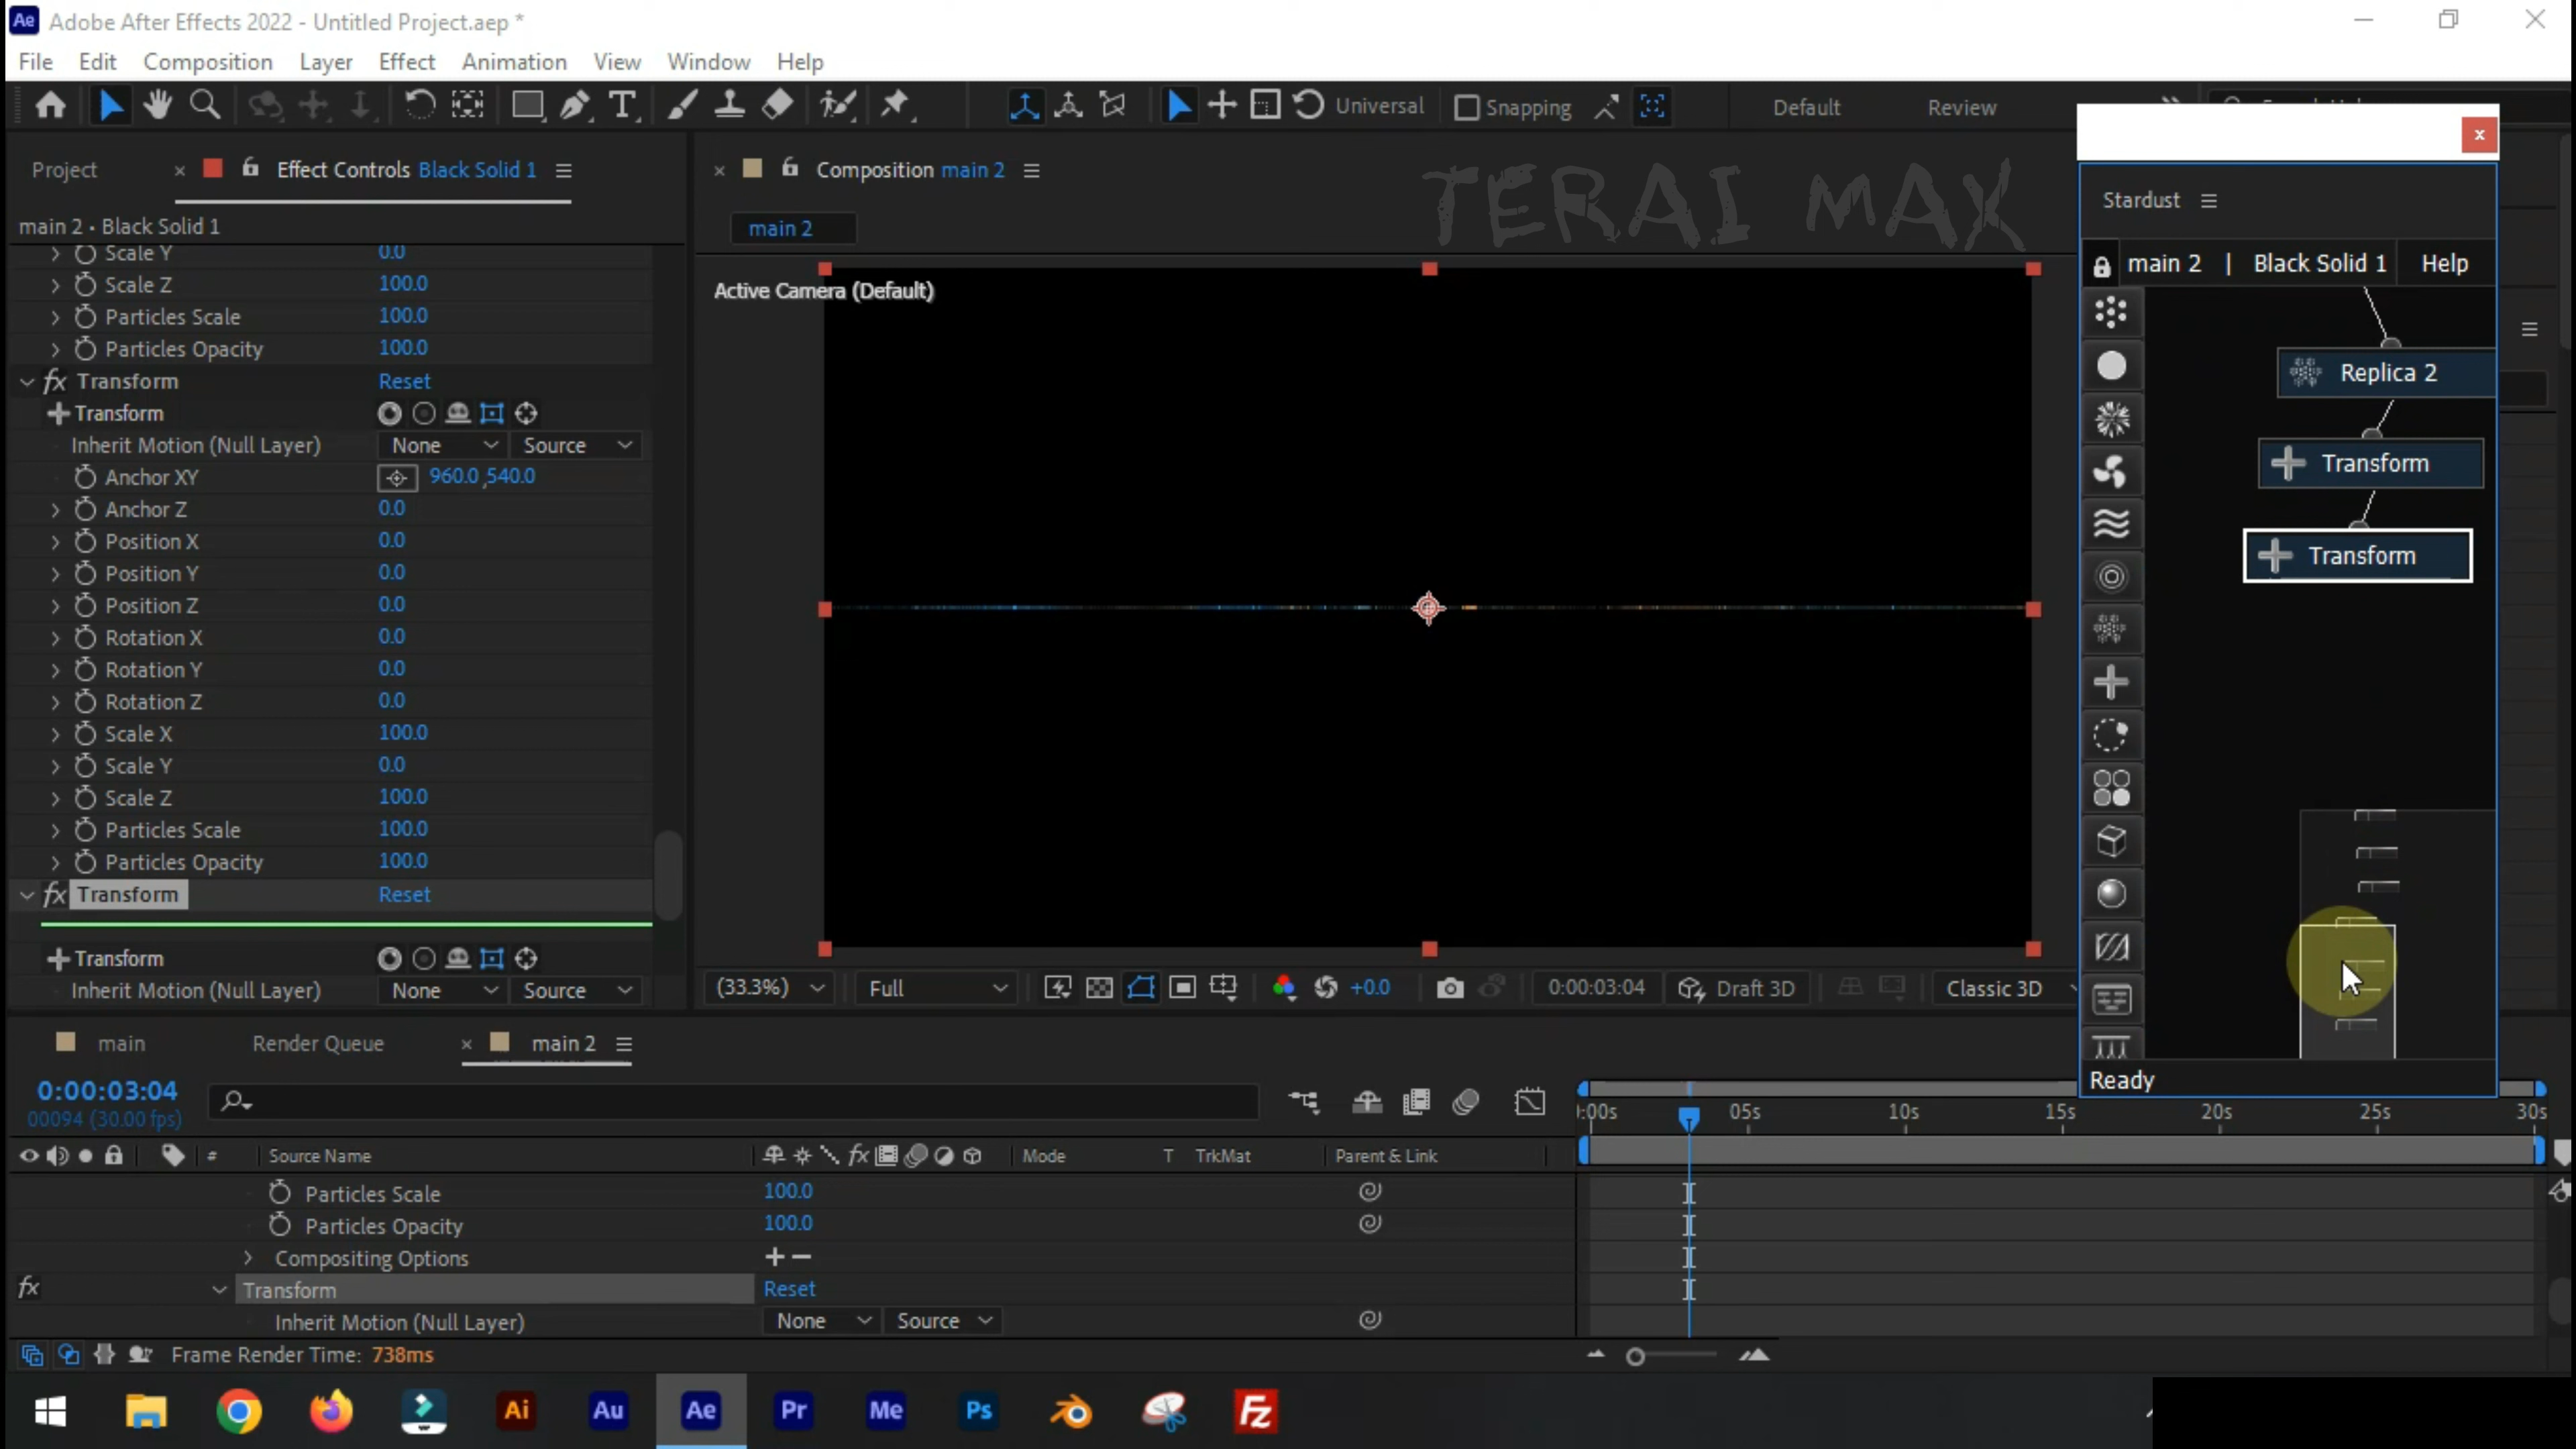 Ae Adobe After Effects 2022 - Untitled Project.aep *
File Edit Composition Layer Effect Animation View Window Help
T Universal Snapping Default Review
TERAI MAX
Project Effect Controls Black Solid 1
Composition main 2
Stardust
main 2 • Black Solid 1
main 2
main 2 | Black Solid 1 Help
Active Camera (Default)
Scale Y 0.0
Scale Z 100.0
Particles Scale 100.0
Particles Opacity 100.0
fx Transform Reset
Transform
Inherit Motion (Null Layer) None Source
Anchor XY 960.0 ,540.0
Anchor Z 0.0
Position X 0.0
Position Y 0.0
Position Z 0.0
Rotation X 0.0
Rotation Y 0.0
Rotation Z 0.0
Scale X 100.0
Scale Y 0.0
Scale Z 100.0
Particles Scale 100.0
Particles Opacity 100.0
fx Transform Reset
Transform
Inherit Motion (Null Layer) None Source
Replica 2
Transform
Transform
Ready
(33.3%) Full +0.0 0:00:03:04 Draft 3D Classic 3D
main Render Queue main 2
0:00:03:04
00094 (30.00 fps)
:00s 05s 10s 15s 20s 25s 30s
# Source Name fx Mode T TrkMat Parent & Link
Particles Scale 100.0
Particles Opacity 100.0
Compositing Options
fx Transform Reset
Inherit Motion (Null Layer) None Source
Frame Render Time: 738ms
Ai Au Ae Pr Me Ps Fz